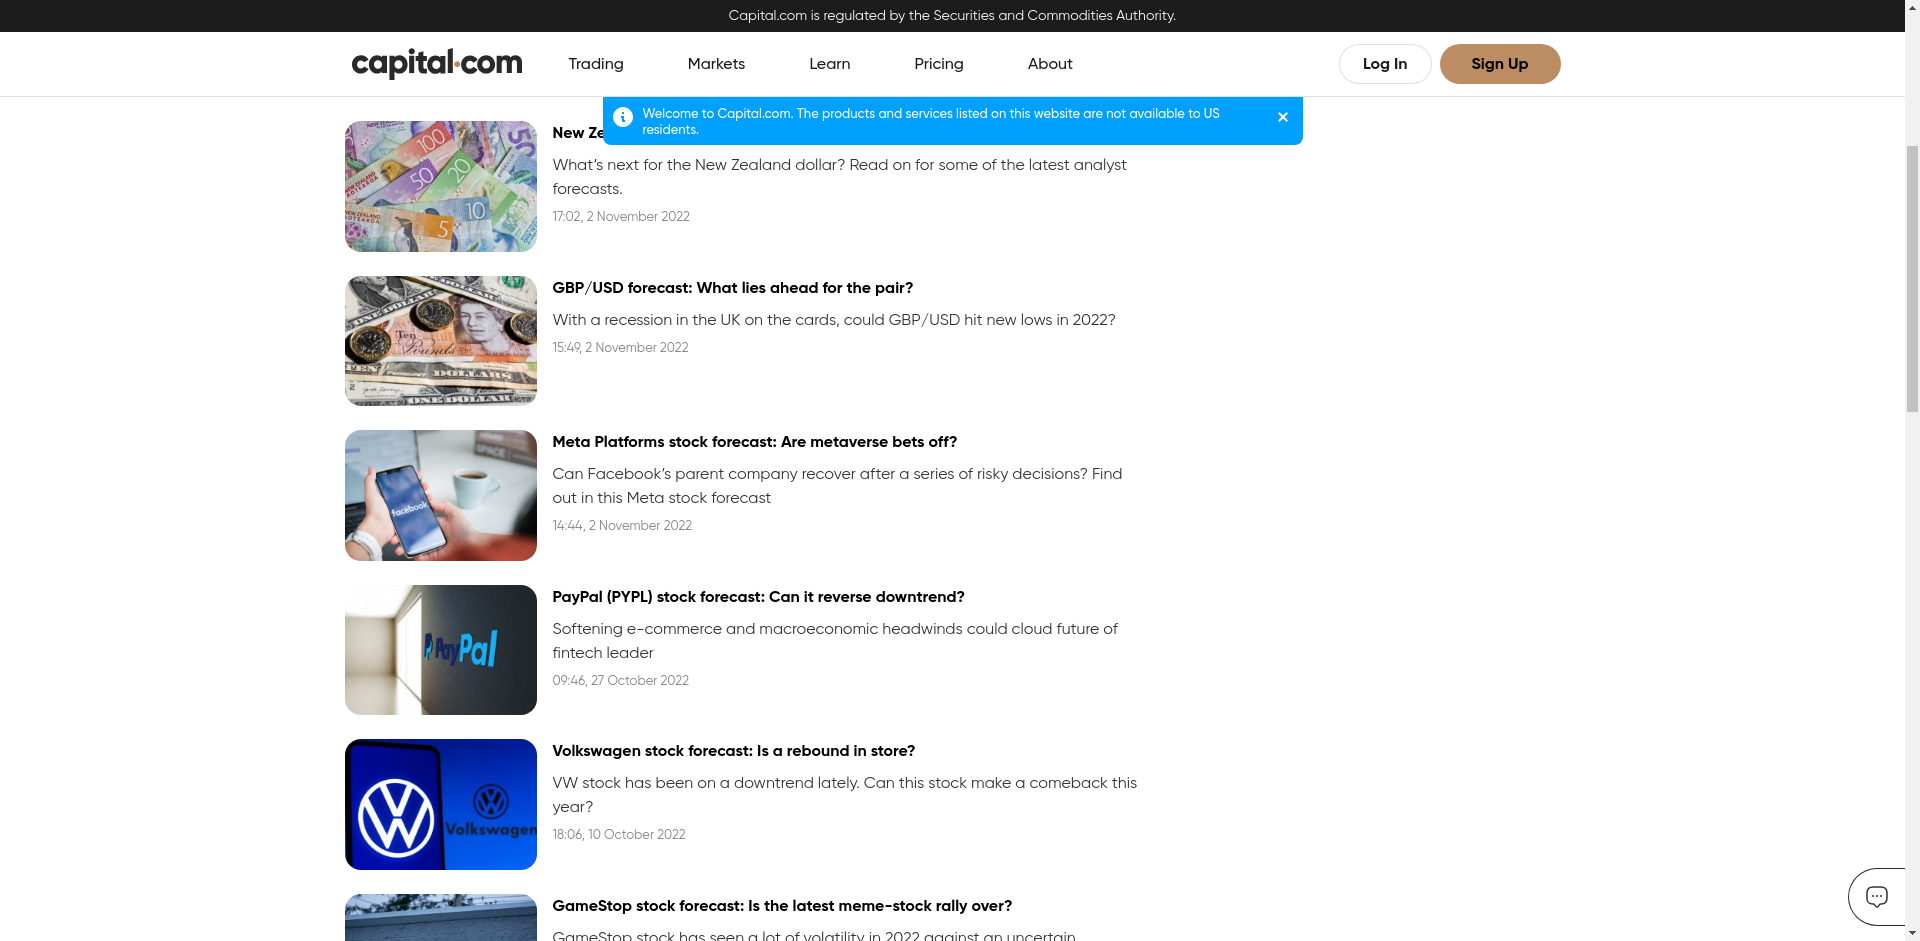 Capital.com is regulated by the Securities and Commodities Authority.
capital.com
Trading
Markets
Learn
Pricing
About
Log In
Sign Up
Welcome to Capital.com. The products and services listed on this website are not available to US
residents.
New Ze
What's next for the New Zealand dollar? Read on for some of the latest analyst
forecasts.
17:02, 2 November 2022
GBP/USD forecast: What lies ahead for the pair?
With a recession in the UK on the cards, could GBP/USD hit new lows in 2022?
15:49, 2 November 2022
Meta Platforms stock forecast: Are metaverse bets off?
Can Facebook's parent company recover after a series of risky decisions? Find
out in this Meta stock forecast
14:44, 2 November 2022
facebook
PayPal (PYPL) stock forecast: Can it reverse downtrend?
Softening e-commerce and macroeconomic headwinds could cloud future of
fintech leader
09:46, 27 October 2022
PayPal
Volkswagen stock forecast: Is a rebound in store?
VW stock has been on a downtrend lately. Can this stock make a comeback this
year?
18:06, 10 October 2022
Volkswagen
GameStop stock forecast: Is the latest meme-stock rally over?
GameStop stock has seen a lot of volatility in 2022 against an uncertain